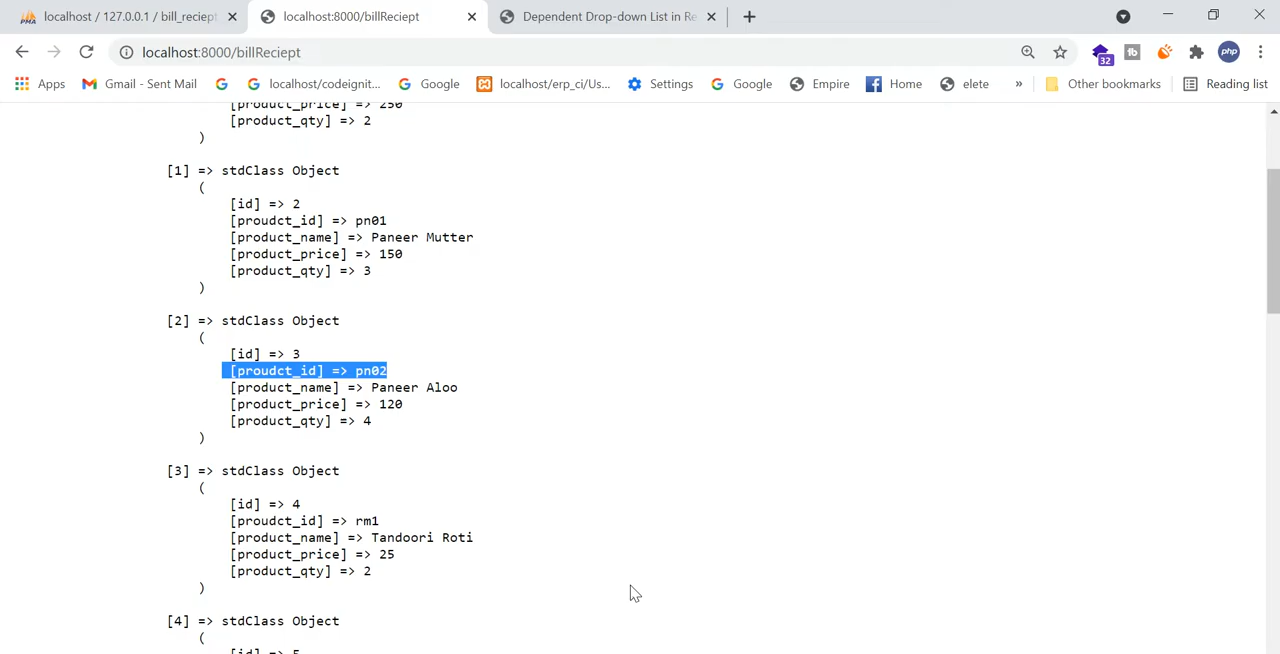 localhost / 127.0.0.1 / bill_reciept
localhost:8000/billReciept
Dependent Drop-down List in Re
localhost:8000/billReciept
32
php
Apps
Gmail - Sent Mail
localhost/codeignit...
Google
localhost/erp_ci/Us...
Settings
Google
Empire
Home
elete
»
Other bookmarks
Reading list
[product_price] => 250
[product_qty] => 2
)
[1] => stdClass Object
(
[id] => 2
[proudct_id] => pn01
[product_name] => Paneer Mutter
[product_price] => 150
[product_qty] => 3
)
[2] => stdClass Object
(
[id] => 3
[proudct_id] => pn02
[product_name] => Paneer Aloo
[product_price] => 120
[product_qty] => 4
)
[3] => stdClass Object
(
[id] => 4
[proudct_id] => rm1
[product_name] => Tandoori Roti
[product_price] => 25
[product_qty] => 2
)
[4] => stdClass Object
(
[id] => 5